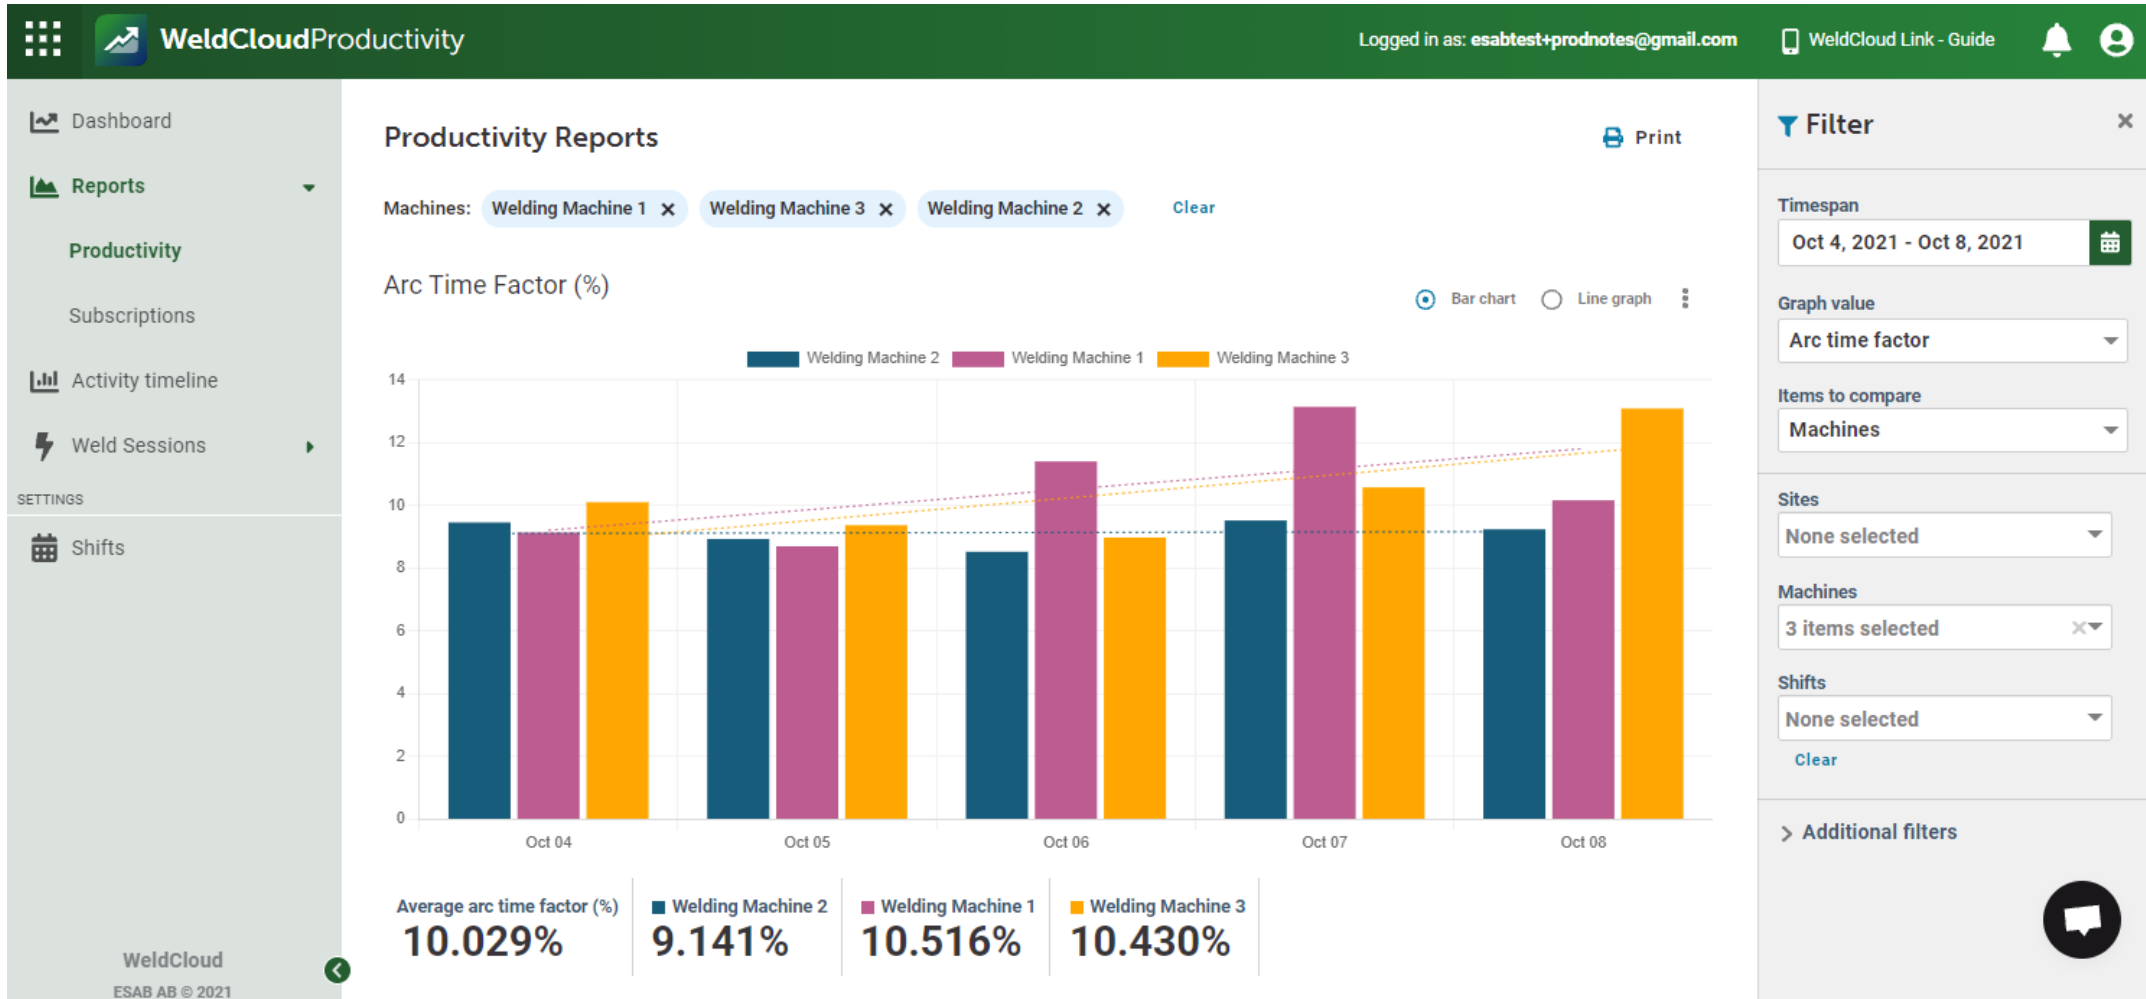 WeldCloudProductivity
Logged in as: esabtest+prodnotes@gmail.com
WeldCloud Link - Guide
Dashboard
Reports
Productivity
Subscriptions
Activity timeline
Weld Sessions
SETTINGS
Shifts
WeldCloud
ESAB AB © 2021
Productivity Reports
Print
Machines: Welding Machine 1 Welding Machine 3 Welding Machine 2 Clear
Arc Time Factor (%)
Bar chart Line graph
Welding Machine 2 Welding Machine 1 Welding Machine 3
14
12
10
8
6
4
2
0
Oct 04 Oct 05 Oct 06 Oct 07 Oct 08
Average arc time factor (%) Welding Machine 2 Welding Machine 1 Welding Machine 3
10.029% 9.141% 10.516% 10.430%
Filter
Timespan
Oct 4, 2021 - Oct 8, 2021
Graph value
Arc time factor
Items to compare
Machines
Sites
None selected
Machines
3 items selected
Shifts
None selected
Clear
Additional filters